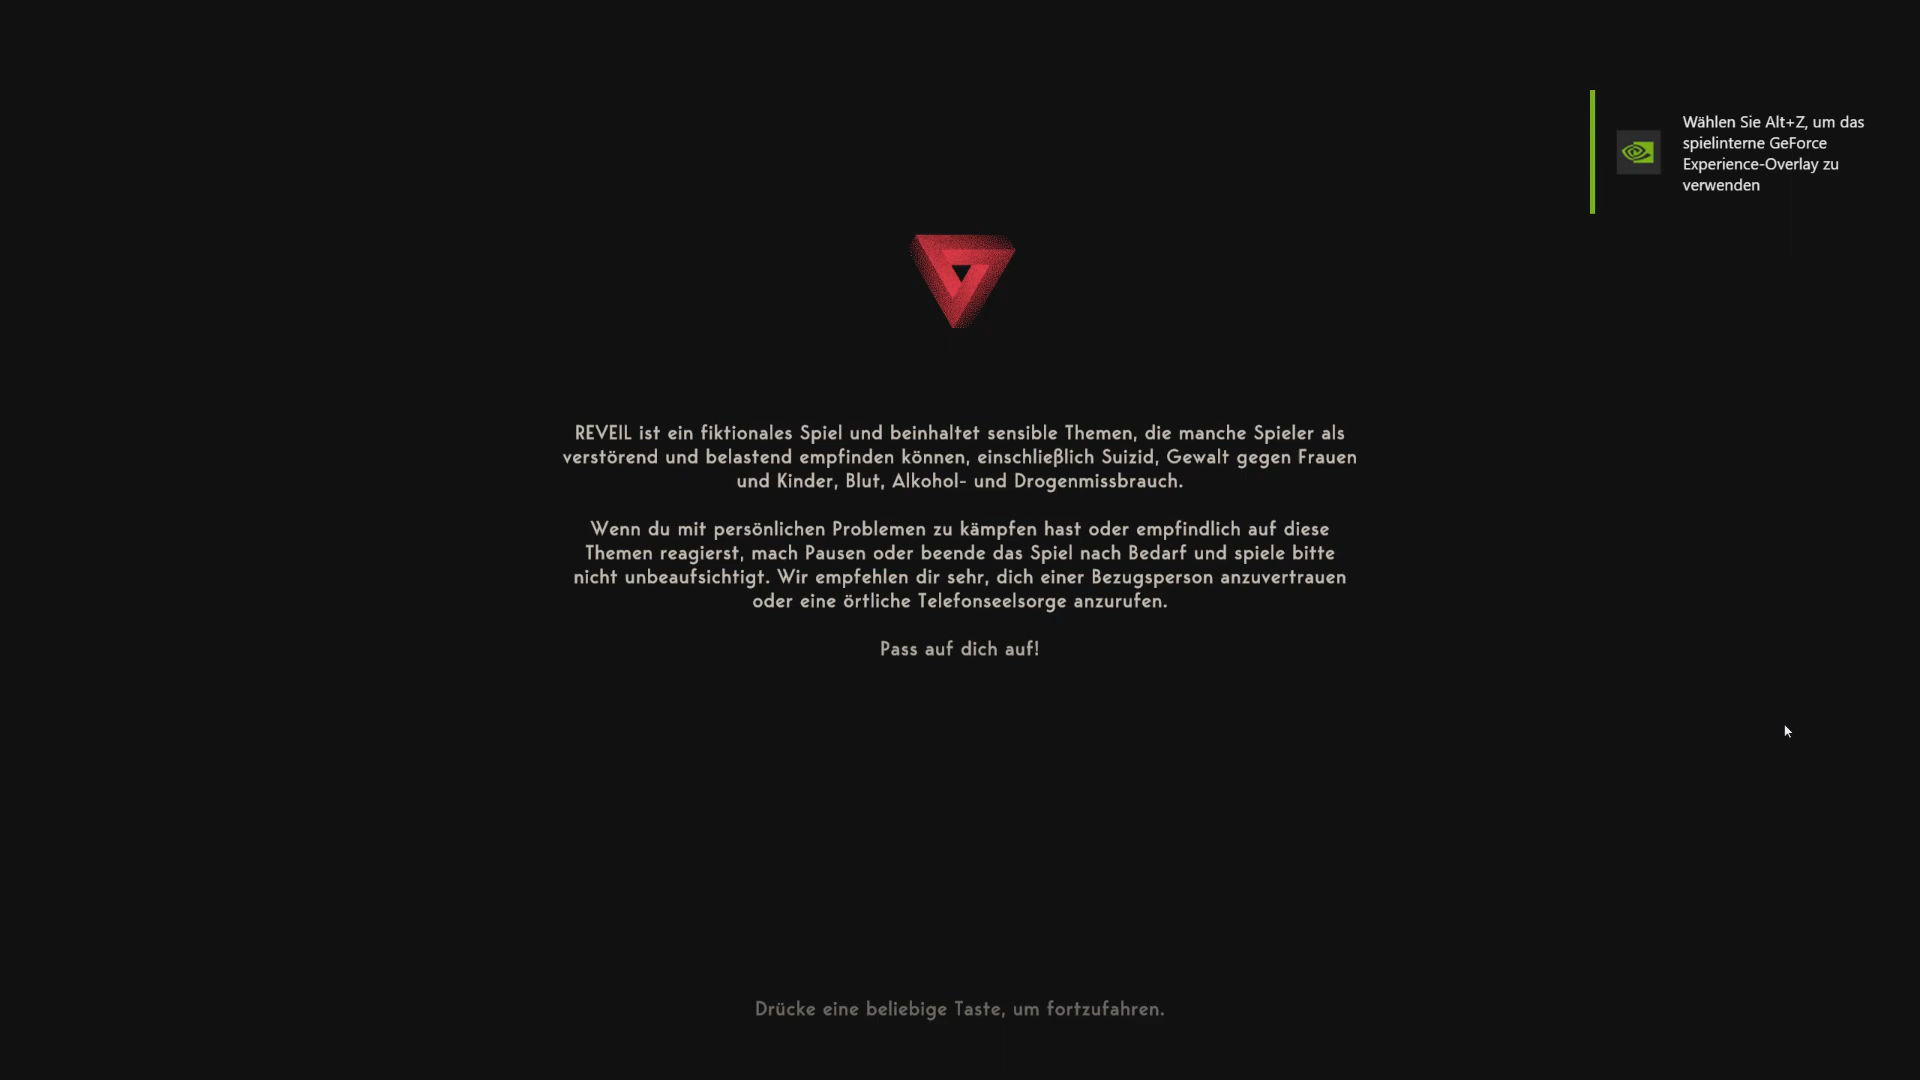 Wählen Sie Alt+Z, um das
spielinterne GeForce
Experience-Overlay zu
verwenden
REVEIL ist ein fiktionales Spiel und beinhaltet sensible Themen, die manche Spieler als
verstörend und belastend empfinden können, einschließlich Suizid, Gewalt gegen Frauen
und Kinder, Blut, Alkohol- und Drogenmissbrauch.
Wenn du mit persönlichen Problemen zu kämpfen hast oder empfindlich auf diese
Themen reagierst, mach Pausen oder beende das Spiel nach Bedarf und spiele bitte
nicht unbeaufsichtigt. Wir empfehlen dir sehr, dich einer Bezugsperson anzuvertrauen
oder eine örtliche Telefonseelsorge anzurufen.
Pass auf dich auf!
Drücke eine beliebige Taste, um fortzufahren.